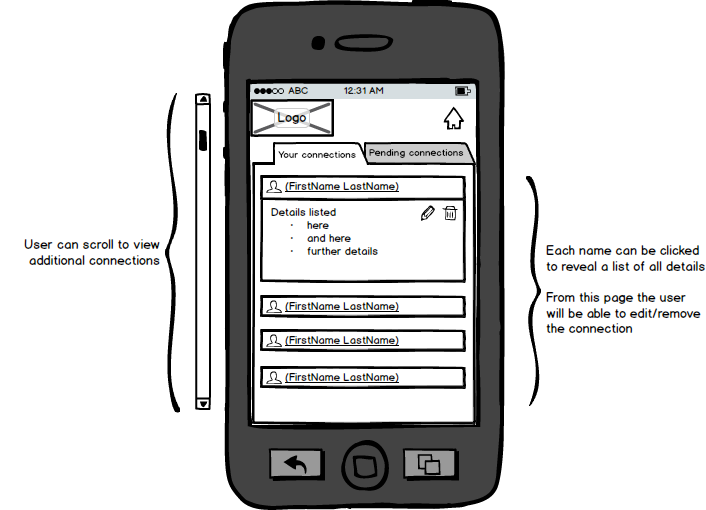 ABC 12:31 AM
Logo
Your connections
Pending connections
(FirstName LastName)
Details listed
· here
· and here
· further details
(FirstName LastName)
(FirstName LastName)
(FirstName LastName)
User can scroll to view
additional connections
Each name can be clicked
to reveal a list of all details
From this page the user
will be able to edit/remove
the connection